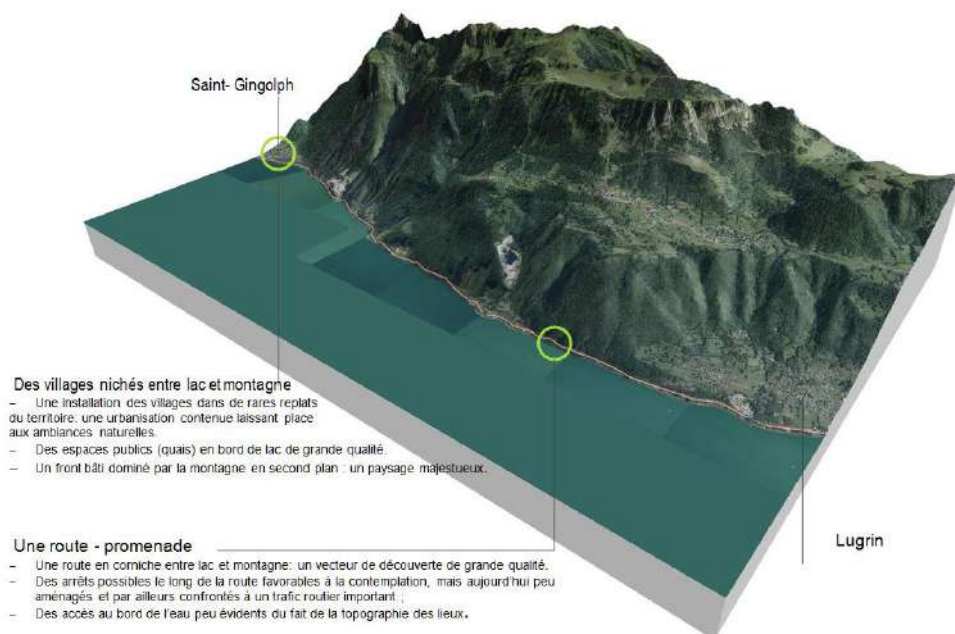 Saint- Gingolph
Des villages nichés entre lac et montagne
– Une installation des villages dans de rares replats
du territoire: une urbanisation contenue laissant place
aux ambiances naturelles.
– Des espaces publics (quais) en bord de lac de grande qualité.
– Un front bâti dominé par la montagne en second plan : un paysage majestueux.
Une route - promenade
– Une route en corniche entre lac et montagne: un vecteur de découverte de grande qualité.
– Des arrêts possibles le long de la route favorables à la contemplation, mais aujourd'hui peu
aménagés et par ailleurs confrontés à un trafic routier important ;
– Des accès au bord de l'eau peu évidents du fait de la topographie des lieux.
Lugrin